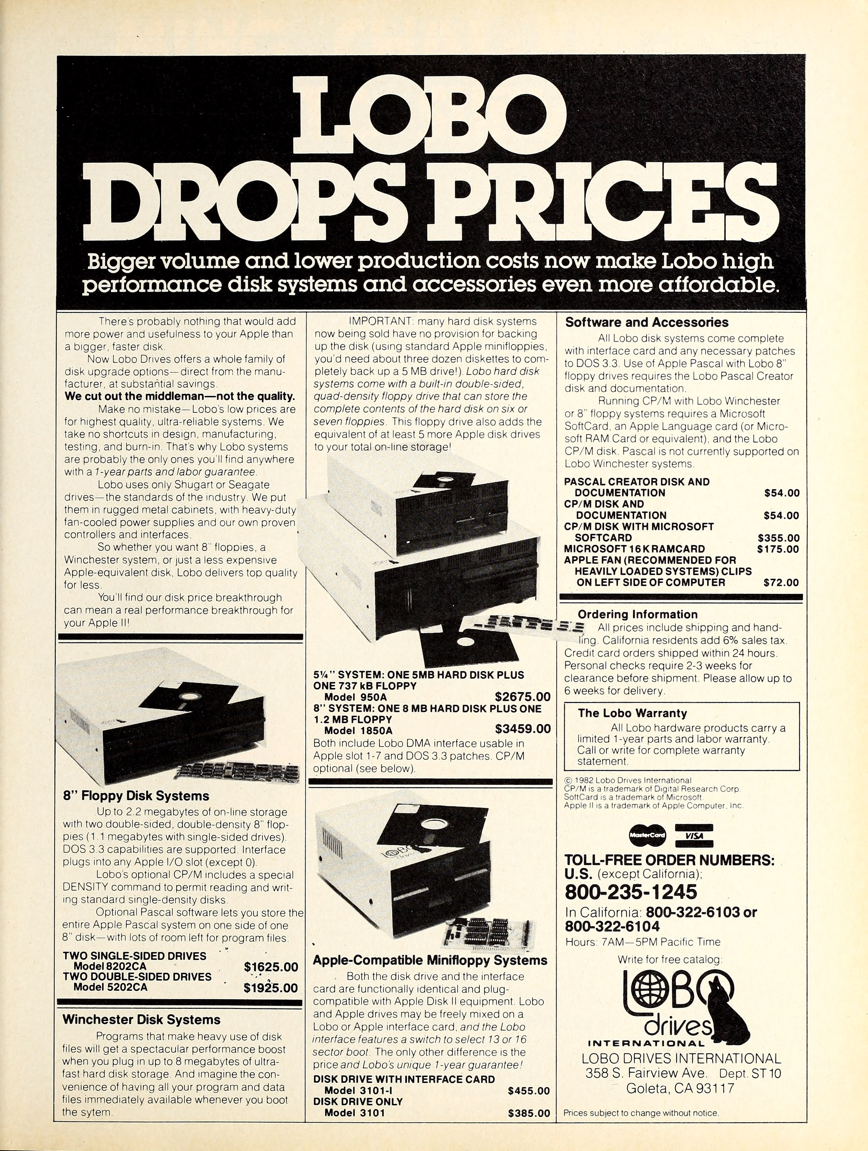 LOBO
DROPS PRICES
Bigger volume and lower production costs now make Lobo high
performance disk systems and accessories even more affordable.
There's probably nothing that would add
more power and usefulness to your Apple than
a bigger, faster disk.
Now Lobo Drives offers a whole family of
disk upgrade options—direct from the manu-
facturer, at substantial savings.
We cut out the middleman—not the quality.
Make no mistake—Lobo's low prices are
for highest quality, ultra-reliable systems. We
take no shortcuts in design, manufacturing,
testing, and burn-in. That's why Lobo systems
are probably the only ones you'll find anywhere
with a 1-year parts and labor guarantee.
Lobo uses only Shugart or Seagate
drives—the standards of the industry. We put
them in rugged metal cabinets, with heavy-duty
fan-cooled power supplies and our own proven
controllers and interfaces.
So whether you want 8" floppies, a
Winchester system, or just a less expensive
Apple-equivalent disk, Lobo delivers top quality
for less.
You'll find our disk price breakthrough
can mean a real performance breakthrough for
your Apple II!
8" Floppy Disk Systems
Up to 2.2 megabytes of on-line storage
with two double-sided, double-density 8" flop-
pies (1.1 megabytes with single-sided drives).
DOS 3.3 capabilities are supported. Interface
plugs into any Apple I/O slot (except 0).
Lobo's optional CP/M includes a special
DENSITY command to permit reading and writ-
ing standard single-density disks.
Optional Pascal software lets you store the
entire Apple Pascal system on one side of one
8" disk—with lots of room left for program files.
TWO SINGLE-SIDED DRIVES
Model 8202CA $1625.00
TWO DOUBLE-SIDED DRIVES
Model 5202CA $1925.00
Winchester Disk Systems
Programs that make heavy use of disk
files will get a spectacular performance boost
when you plug in up to 8 megabytes of ultra-
fast hard disk storage. And imagine the con-
venience of having all your program and data
files immediately available whenever you boot
the sytem.
IMPORTANT: many hard disk systems
now being sold have no provision for backing
up the disk (using standard Apple minifloppies,
you'd need about three dozen diskettes to com-
pletely back up a 5 MB drive!). Lobo hard disk
systems come with a built-in double-sided,
quad-density floppy drive that can store the
complete contents of the hard disk on six or
seven floppies. This floppy drive also adds the
equivalent of at least 5 more Apple disk drives
to your total on-line storage!
5¼" SYSTEM: ONE 5MB HARD DISK PLUS
ONE 737 kB FLOPPY
Model 950A $2675.00
8" SYSTEM: ONE 8 MB HARD DISK PLUS ONE
1.2 MB FLOPPY
Model 1850A $3459.00
Both include Lobo DMA interface usable in
Apple slot 1-7 and DOS 3.3 patches. CP/M
optional (see below).
Apple-Compatible Minifloppy Systems
Both the disk drive and the interface
card are functionally identical and plug-
compatible with Apple Disk II equipment. Lobo
and Apple drives may be freely mixed on a
Lobo or Apple interface card, and the Lobo
interface features a switch to select 13 or 16
sector boot. The only other difference is the
price and Lobo's unique 1-year guarantee!
DISK DRIVE WITH INTERFACE CARD
Model 3101-I $455.00
DISK DRIVE ONLY
Model 3101 $385.00
Software and Accessories
All Lobo disk systems come complete
with interface card and any necessary patches
to DOS 3.3. Use of Apple Pascal with Lobo 8"
floppy drives requires the Lobo Pascal Creator
disk and documentation.
Running CP/M with Lobo Winchester
or 8" floppy systems requires a Microsoft
SoftCard, an Apple Language card (or Micro-
soft RAM Card or equivalent), and the Lobo
CP/M disk. Pascal is not currently supported on
Lobo Winchester systems.
PASCAL CREATOR DISK AND
DOCUMENTATION $54.00
CP/M DISK AND
DOCUMENTATION $54.00
CP/M DISK WITH MICROSOFT
SOFTCARD $355.00
MICROSOFT 16K RAMCARD $175.00
APPLE FAN (RECOMMENDED FOR
HEAVILY LOADED SYSTEMS) CLIPS
ON LEFT SIDE OF COMPUTER $72.00
Ordering Information
All prices include shipping and hand-
ling. California residents add 6% sales tax.
Credit card orders shipped within 24 hours.
Personal checks require 2-3 weeks for
clearance before shipment. Please allow up to
6 weeks for delivery.
The Lobo Warranty
All Lobo hardware products carry a
limited 1-year parts and labor warranty.
Call or write for complete warranty
statement.
© 1982 Lobo Drives International
CP/M is a trademark of Digital Research Corp.
SoftCard is a trademark of Microsoft
Apple II is a trademark of Apple Computer, Inc.
MasterCard VISA
TOLL-FREE ORDER NUMBERS:
U.S. (except California):
800-235-1245
In California: 800-322-6103 or
800-322-6104
Hours: 7AM—5PM Pacific Time
Write for free catalog:
LOBO
drives
INTERNATIONAL
LOBO DRIVES INTERNATIONAL
358 S. Fairview Ave. Dept. ST10
Goleta, CA 93117
Prices subject to change without notice.